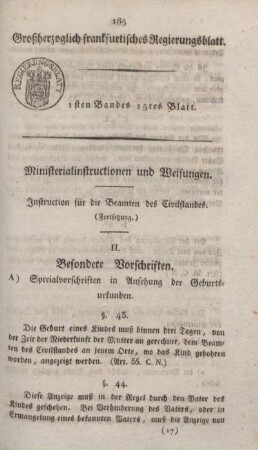 185
Großherzoglich frankfurtisches Regierungsblatt.
REGIERUNGSBLATT
1sten Bandes 15tes Blatt.
Ministerialinstructionen und Weisungen.
Instruction für die Beamten des Civilstandes.
(Fortsetzung.)
II.
Besondere Vorschriften.
A) Specialvorschriften in Ansehung der Geburts-
urkunden.
§. 43.
Die Geburt eines Kindes muß binnen drei Tagen, von
der Zeit der Niederkunft der Mutter an gerechnet, dem Beam-
ten des Civilstandes an jenem Orte, wo das Kind gebohren
worden, angezeigt werden. (Art. 55. C. N.)
§. 44.
Diese Anzeige muß in der Regel durch den Vater des
Kindes geschehen. Bei Verhinderung des Vaters, oder in
Ermangelung eines bekannten Vaters, muß die Anzeige von
(17)